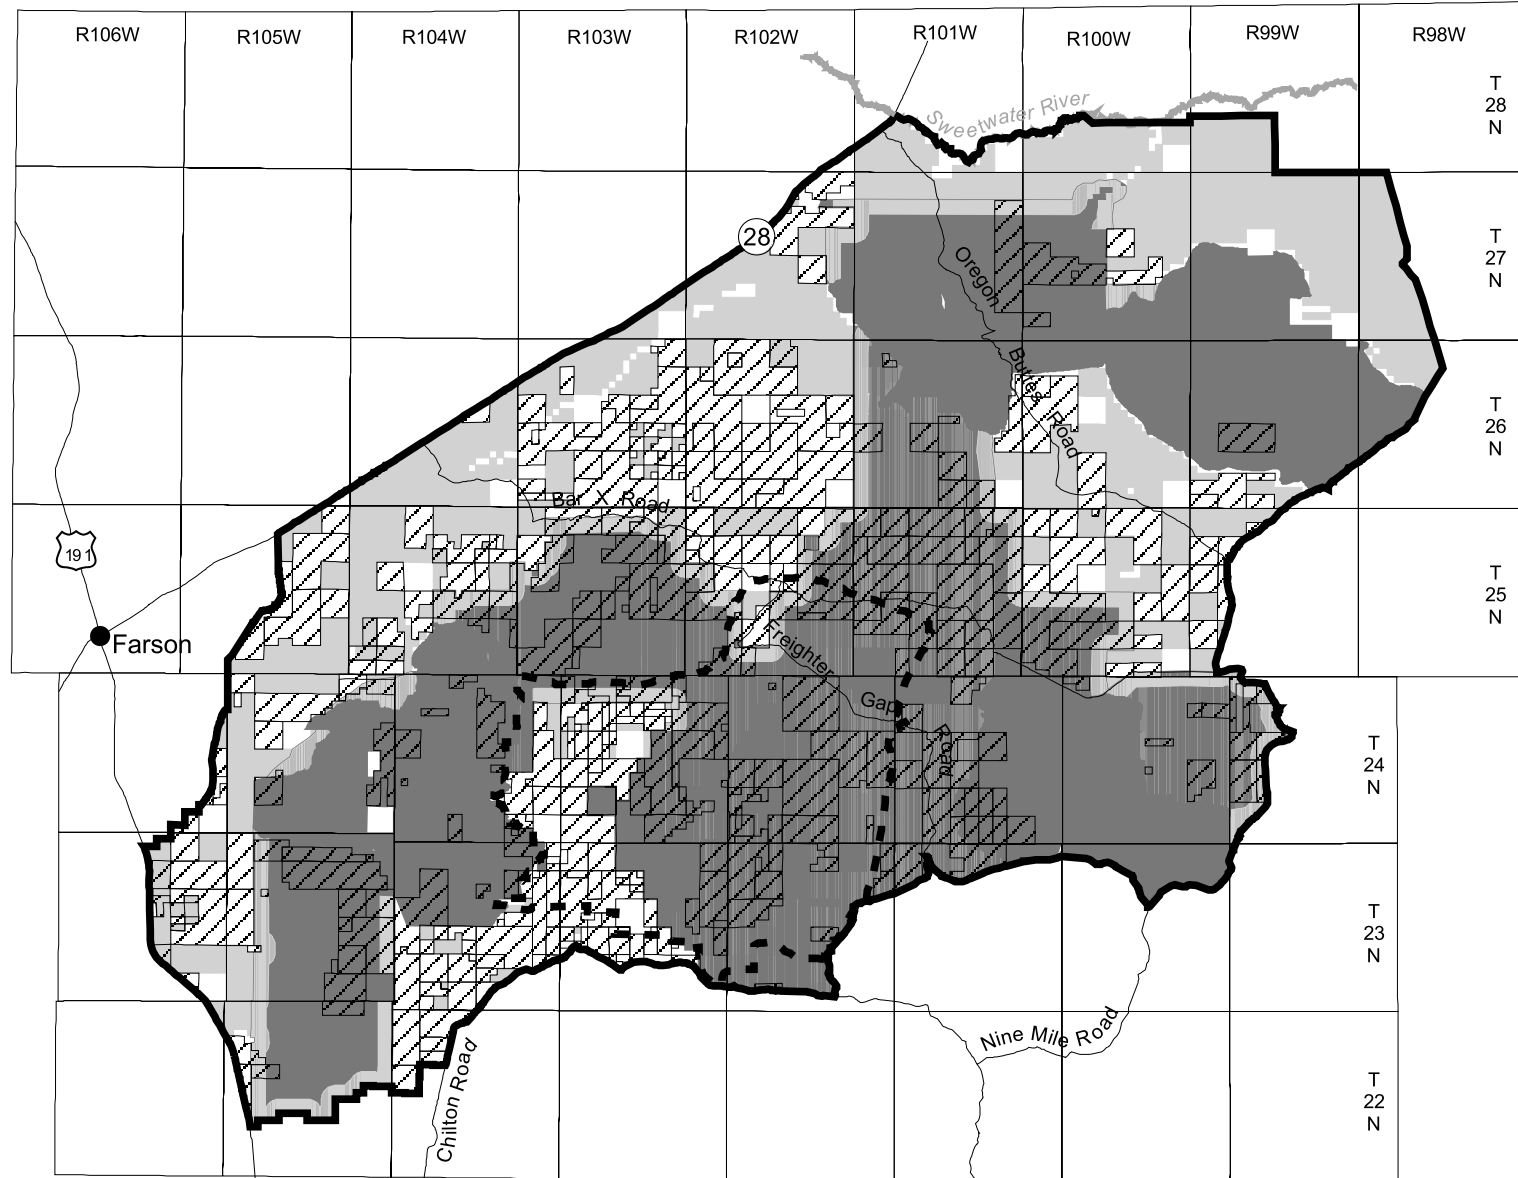 R106W
R105W
R104W
R103W
R102W
R101W
R100W
R99W
R98W
Sweetwater River
T
28
N
28
T
27
N
Oregon Buttes Road
T
26
N
Bar X Road
191
T
25
N
Farson
Freighter Gap Road
T
24
N
T
23
N
Nine Mile Road
Chilton Road
T
22
N